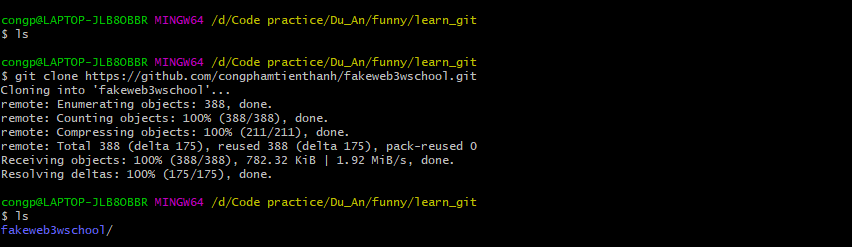 congp@LAPTOP-JLB8OBBR MINGW64 /d/Code practice/Du_An/funny/learn_git
$ ls
congp@LAPTOP-JLB8OBBR MINGW64 /d/Code practice/Du_An/funny/learn_git
$ git clone https://github.com/congphamtienthanh/fakeweb3wschool.git
Cloning into 'fakeweb3wschool'...
remote: Enumerating objects: 388, done.
remote: Counting objects: 100% (388/388), done.
remote: Compressing objects: 100% (211/211), done.
remote: Total 388 (delta 175), reused 388 (delta 175), pack-reused 0
Receiving objects: 100% (388/388), 782.32 KiB | 1.92 MiB/s, done.
Resolving deltas: 100% (175/175), done.
congp@LAPTOP-JLB8OBBR MINGW64 /d/Code practice/Du_An/funny/learn_git
$ ls
fakeweb3wschool/